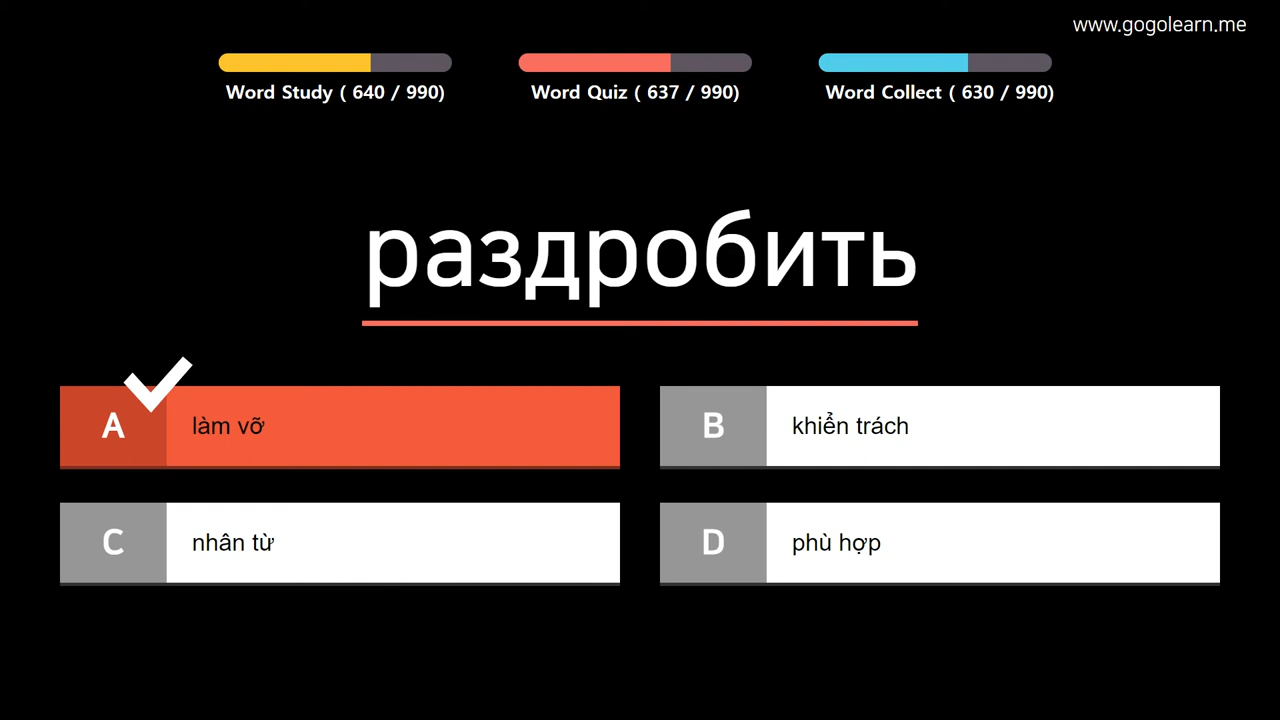 www.gogolearn.me
Word Study ( 640 / 990)
Word Quiz ( 637 / 990)
Word Collect ( 630 / 990)
раздробить
A làm vỡ
B khiển trách
C nhân từ
D phù hợp